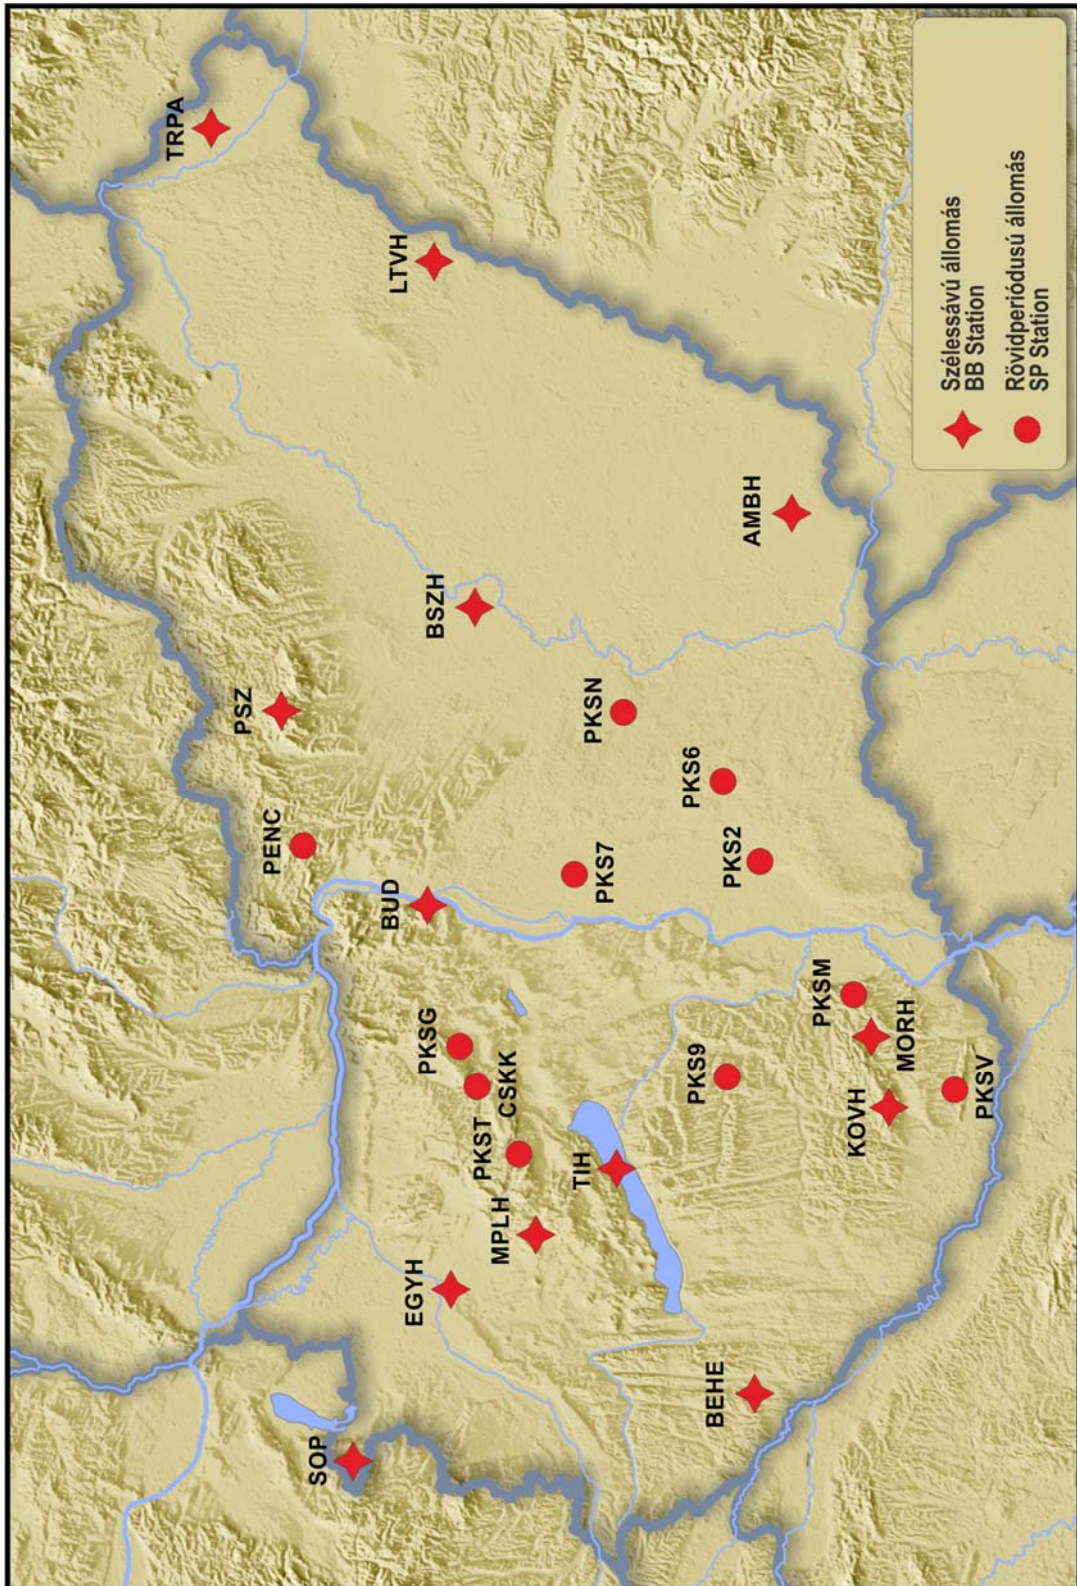 TRPA
LTVH
PSZ
BSZH
AMBH
PENC
PKSN
PKS6
BUD
PKS7
PKS2
PKSG
CSKK
PKST
MPLH
EGYH
TIH
PKS9
PKSM
MORH
KOVH
PKSV
SOP
BEHE
Szélessávú állomás
BB Station
Rövidperiódusú állomás
SP Station